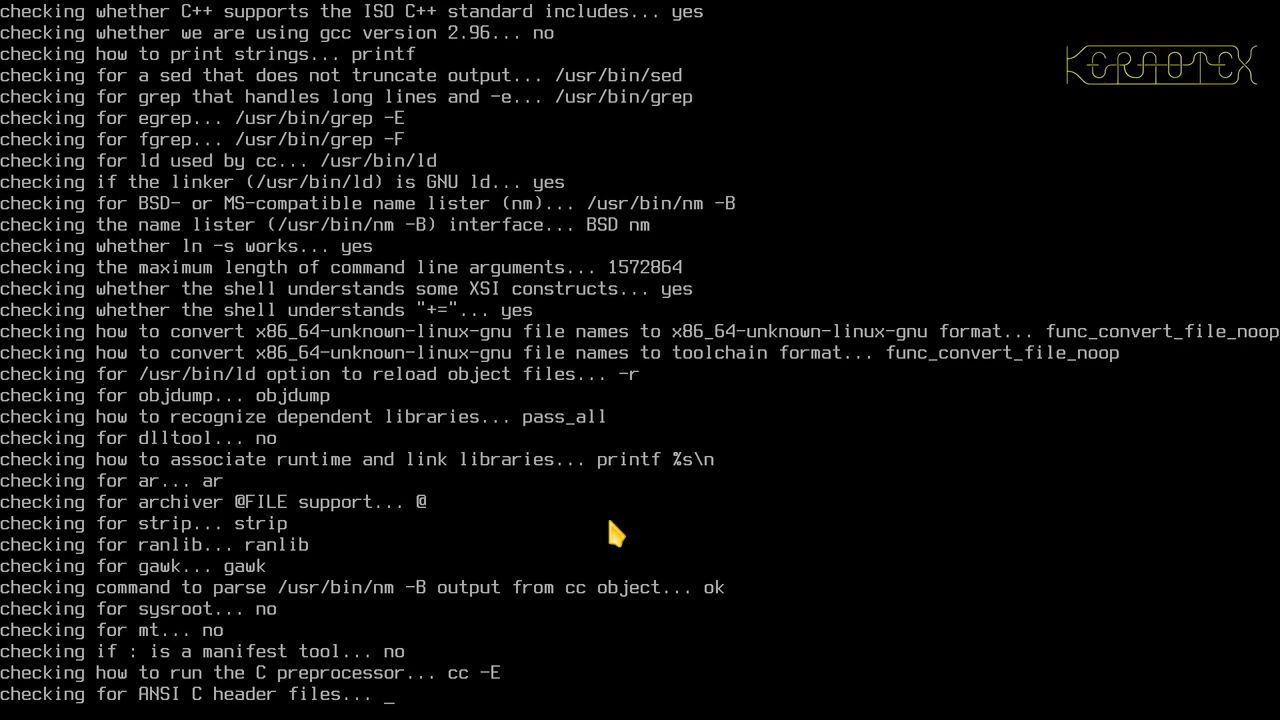 checking whether C++ supports the ISO C++ standard includes... yes
checking whether we are using gcc version 2.96... no
checking how to print strings... printf
checking for a sed that does not truncate output... /usr/bin/sed
checking for grep that handles long lines and -e... /usr/bin/grep
checking for egrep... /usr/bin/grep -E
checking for fgrep... /usr/bin/grep -F
checking for ld used by cc... /usr/bin/ld
checking if the linker (/usr/bin/ld) is GNU ld... yes
checking for BSD- or MS-compatible name lister (nm)... /usr/bin/nm -B
checking the name lister (/usr/bin/nm -B) interface... BSD nm
checking whether ln -s works... yes
checking the maximum length of command line arguments... 1572864
checking whether the shell understands some XSI constructs... yes
checking whether the shell understands "+="... yes
checking how to convert x86_64-unknown-linux-gnu file names to x86_64-unknown-linux-gnu format... func_convert_file_noop
checking how to convert x86_64-unknown-linux-gnu file names to toolchain format... func_convert_file_noop
checking for /usr/bin/ld option to reload object files... -r
checking for objdump... objdump
checking how to recognize dependent libraries... pass_all
checking for dlltool... no
checking how to associate runtime and link libraries... printf %s\n
checking for ar... ar
checking for archiver @FILE support... @
checking for strip... strip
checking for ranlib... ranlib
checking for gawk... gawk
checking command to parse /usr/bin/nm -B output from cc object... ok
checking for sysroot... no
checking for mt... no
checking if : is a manifest tool... no
checking how to run the C preprocessor... cc -E
checking for ANSI C header files... _